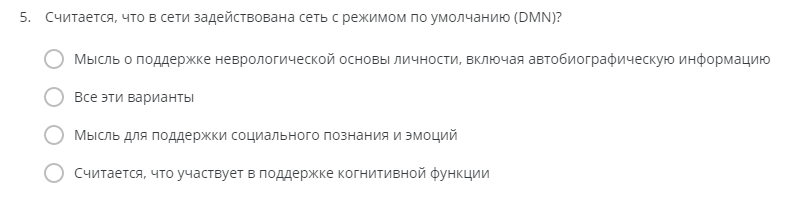 5. Считается, что в сети задействована сеть с режимом по умолчанию (DMN)?
Мысль о поддержке неврологической основы личности, включая автобиографическую информацию
Все эти варианты
Мысль для поддержки социального познания и эмоций
Считается, что участвует в поддержке когнитивной функции